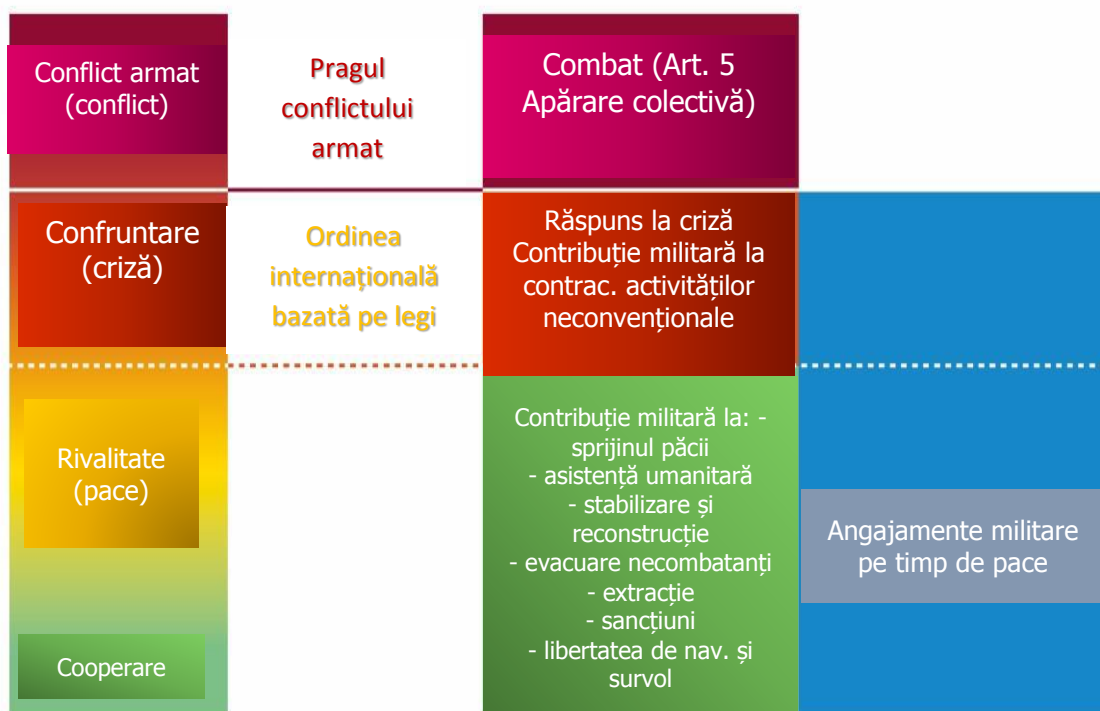 Conflict armat
(conflict)
Pragul
conflictului
armat
Combat (Art. 5
Apărare colectivă)
Confruntare
(criză)
Ordinea
internațională
bazată pe legi
Răspuns la criză
Contribuție militară la
contrac. activităților
neconvenționale
Rivalitate
(pace)
Contribuție militară la: -
sprijinul păcii
- asistență umanitară
- stabilizare și
reconstrucție
- evacuare necombatanți
- extracție
- sancțiuni
- libertatea de nav. și
survol
Angajamente militare
pe timp de pace
Cooperare